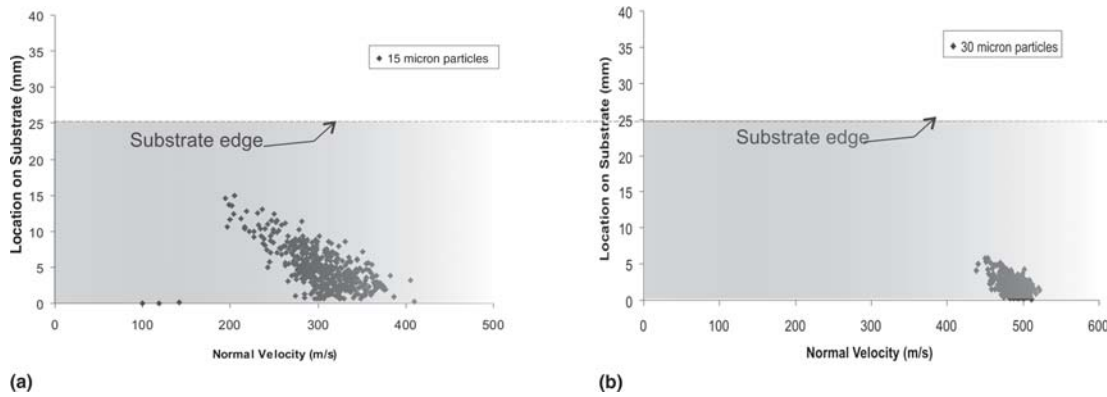 40
35
30
25
20
15
10
5
0
Location on Substrate (mm)
15 micron particles
Substrate edge
0 100 200 300 400 500
Normal Velocity (m/s)
(a)
40
35
30
25
20
15
10
5
0
Location on Substrate (mm)
30 micron particles
Substrate edge
0 100 200 300 400 500 600
Normal Velocity (m/s)
(b)